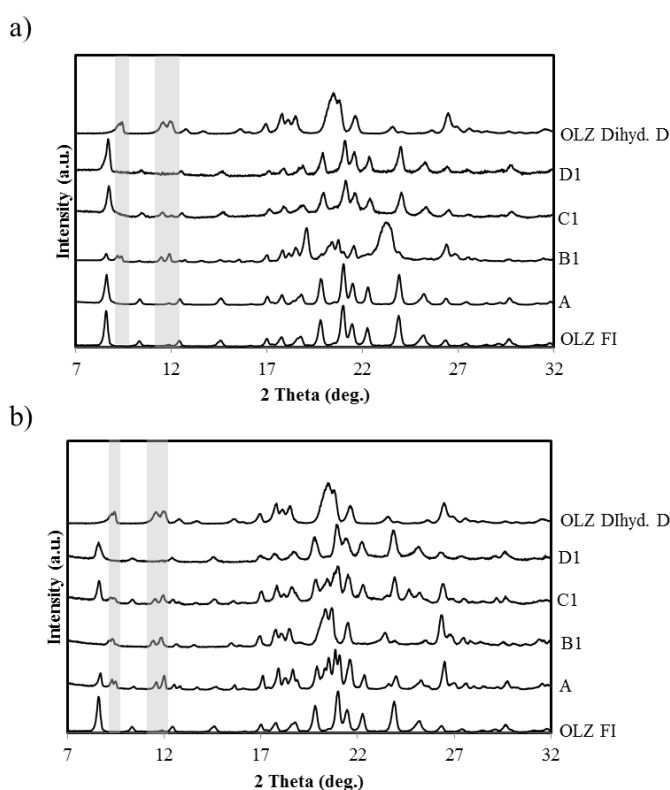 a)
OLZ Dihyd. D
D1
C1
B1
A
OLZ FI
Intensity (a.u.)
7 12 17 22 27 32
2 Theta (deg.)
b)
OLZ DIhyd. D
D1
C1
B1
A
OLZ FI
Intensity (a.u.)
7 12 17 22 27 32
2 Theta (deg.)